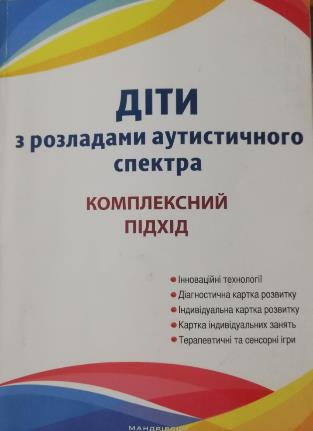 ДІТИ
з розладами аутистичного
спектра
КОМПЛЕКСНИЙ
ПІДХІД
• Інноваційні технології
• Діагностична картка розвитку
• Індивідуальна картка розвитку
• Картка індивідуальних занять
• Терапевтичні та сенсорні ігри